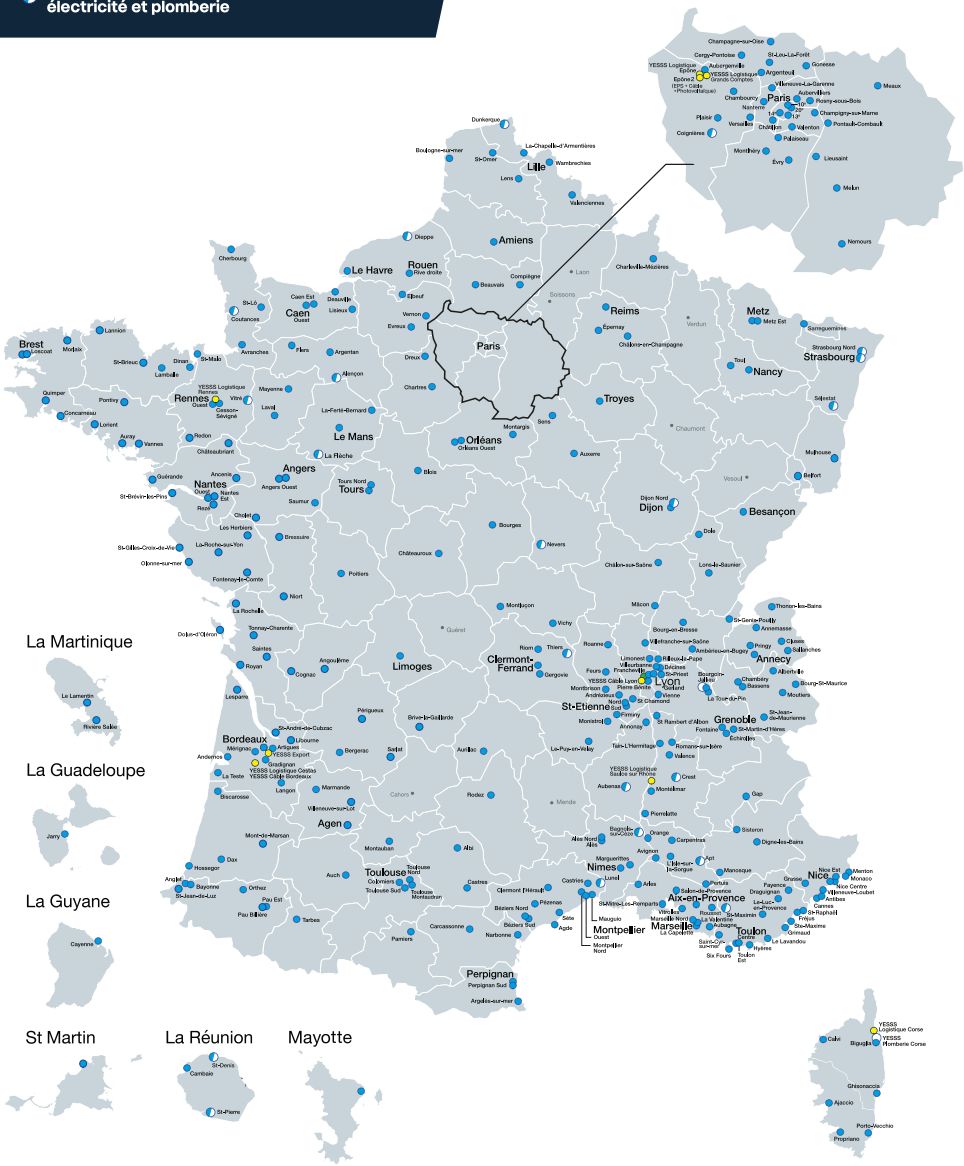 électricité et plomberie
Champagne-sur-Oise
Cergy-Pontoise
St-Leu-La-Forêt
YESSS Logistique
Epône
Aubergenville
Gonesse
Epône2
(EPS + Câble
+Photovoltaïque)
YESSS Logistique
Grands Comptes
Argenteuil
Meaux
Villeneuve-La-Garenne
Chambourcy
Paris
Aubervilliers
Nanterre
10e
Rosny-sous-Bois
20e
Plaisir
Versailles
14e
13e
Champigny-sur-Marne
Coignières
Châtillon
Valenton
Pontault-Combault
Palaiseau
Monthléry
Évry
Lieusaint
Melun
Nemours
Dunkerque
Boulogne-sur-mer
St-Omer
La-Chapelle-d'Armentières
Lille
Wambrechies
Lens
Valenciennes
Dieppe
Amiens
Cherbourg
Le Havre
Rouen
Rive droite
Compiègne
Beauvais
Laon
Charleville-Mézières
Soissons
St-Lô
Coutances
Caen Est
Caen
Ouest
Deauville
Lisieux
Elbeuf
Vernon
Evreux
Reims
Épernay
Verdun
Metz
Metz Est
Sarreguemines
Châlons-en-Champagne
Strasbourg Nord
Strasbourg
Brest
Loscoat
Morlaix
Lannion
St-Brieuc
Dinan
St-Malo
Lamballe
Avranches
Flers
Argentan
Dreux
Paris
Toul
Nancy
Alençon
Chartres
Quimper
Pontivy
YESSS Logistique
Rennes
Rennes
Ouest
Cesson-
Sévigné
Vitré
Mayenne
Laval
La-Ferté-Bernard
Sens
Troyes
Sélestat
Concarneau
Lorient
Auray
Vannes
Redon
Châteaubriant
Le Mans
Montargis
Orléans
Orléans Ouest
Chaumont
La Flèche
Auxerre
Mulhouse
Guérande
Ancenis
Angers
Angers Ouest
Blois
Belfort
Vesoul
Nantes
Ouest
Nantes
Est
Rezé
St-Brévin-les-Pins
Saumur
Tours Nord
Tours
Dijon Nord
Dijon
Besançon
Cholet
Les Herbiers
Bressuire
Bourges
Nevers
Dole
St-Gilles-Croix-de-Vie
La-Roche-sur-Yon
Châteauroux
Olonne-sur-mer
Châlon-sur-Saône
Lons-le-Saunier
Fontenay-le-Comte
Poitiers
Niort
La Rochelle
Montluçon
Mâcon
Thonon-les-Bains
Dolus-d'Oléron
Tonnay-Charente
Guéret
Vichy
Bourg-en-Bresse
St-Genis-Pouilly
Annemasse
La Martinique
Saintes
Royan
Cognac
Angoulême
Limoges
Riom
Clermont-
Ferrand
Thiers
Gergovie
Roanne
Villefranche-sur-Saône
Ambérieu-en-Bugey
Pringy
Cluses
Sallanches
Annecy
Feurs
Limonest
Villeurbanne
Francheville
Rilleux-la-Pape
Décines
St-Priest
YESSS Câble Lyon
Lyon
Pierre Bénite
Gerland
Bourgoin-
Jallieu
La Tour-du-Pin
Chambéry
Bassens
Albertville
Bourg-St-Maurice
Moutiers
Le Lamentin
Rivière Salée
Lesparre
Montbrison
Andrézieux
St-Etienne
Nord
Sud
St Chamond
Vienne
Firminy
Périgueux
Brive-la-Gaillarde
Monistrol
Annonay
St Rambert d'Albon
Grenoble
Fontaine
St-Martin-d'Hères
Échirolles
St-Jean-
de-Maurienne
La Guadeloupe
St-André-de-Cubzac
Libourne
Bordeaux
Mérignac
Artigues
YESSS Export
Gradignan
YESSS Logistique Cestas
YESSS Câble Bordeaux
Andernos
La Teste
Bergerac
Sarlat
Aurillac
Le-Puy-en-Velay
Tain-L'Hermitage
Romans-sur-Isère
Valence
Langon
Marmande
Biscarosse
Villeneuve-sur-Lot
Cahors
Rodez
Mende
YESSS Logistique
Saulce sur Rhône
Crest
Aubenas
Montélimar
Gap
Jarry
Agen
Pierrelatte
Mont-de-Marsan
Montauban
Albi
Alès Nord
Alès
Bagnols-
sur-Cèze
Orange
Carpentras
Sisteron
Digne-les-Bains
Avignon
Hossegor
Dax
Auch
Toulouse
Toulouse
Nord
Colomiers
Toulouse Sud
Toulouse
Montaudran
Castres
Marguerittes
Nîmes
L'Isle-sur-
la-Sorgue
Apt
Manosque
La Guyane
Anglet
Bayonne
St-Jean-de-Luz
Orthez
Pau Est
Pau
Billière
Tarbes
Clermont l'Hérault
Castries
Lunel
Arles
Pertuis
Salon-de-Provence
Aix-en-Provence
St-Mitre-Les-Remparts
Vitrolles
Rousset
St-Maximin
Grasse
Fayence
Draguignan
Le-Luc-
en-Provence
Nice
Nice Est
Menton
Monaco
Nice Centre
Villeneuve-Loubet
Antibes
Cannes
St-Raphaël
Fréjus
Ste-Maxime
Grimaud
Cayenne
Pamiers
Carcassonne
Béziers Nord
Béziers Sud
Narbonne
Pézenas
Sète
Agde
Mauguio
Montpellier
Ouest
Montpellier
Nord
Marseille Nord
Marseille
La Valentine
La Capelette
Aubagne
Saint-Cyr-
sur-mer
Six Fours
Toulon
Centre
Toulon
Est
Hyères
Le Lavandou
Perpignan
Perpignan Sud
Argelès-sur-mer
St Martin
La Réunion
Mayotte
St-Denis
Cambaie
St-Pierre
YESSS
Logistique Corse
Calvi
Biguglia
YESSS
Plomberie Corse
Ghisonaccia
Ajaccio
Propriano
Porto-Vecchio